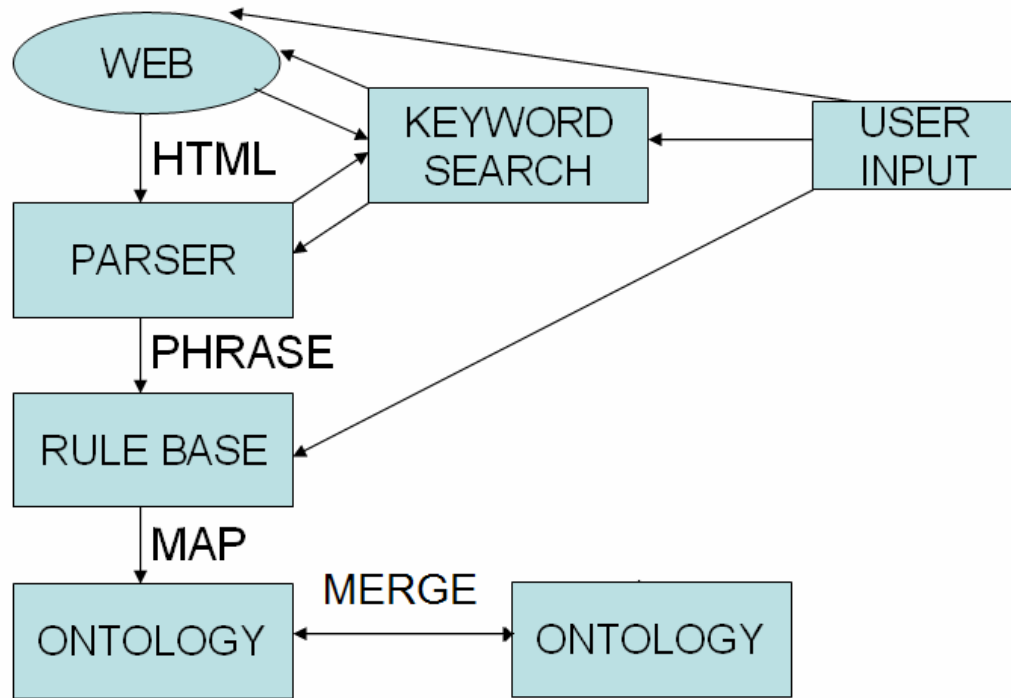 WEB
KEYWORD
SEARCH
USER
INPUT
HTML
PARSER
PHRASE
RULE BASE
MAP
ONTOLOGY
MERGE
ONTOLOGY